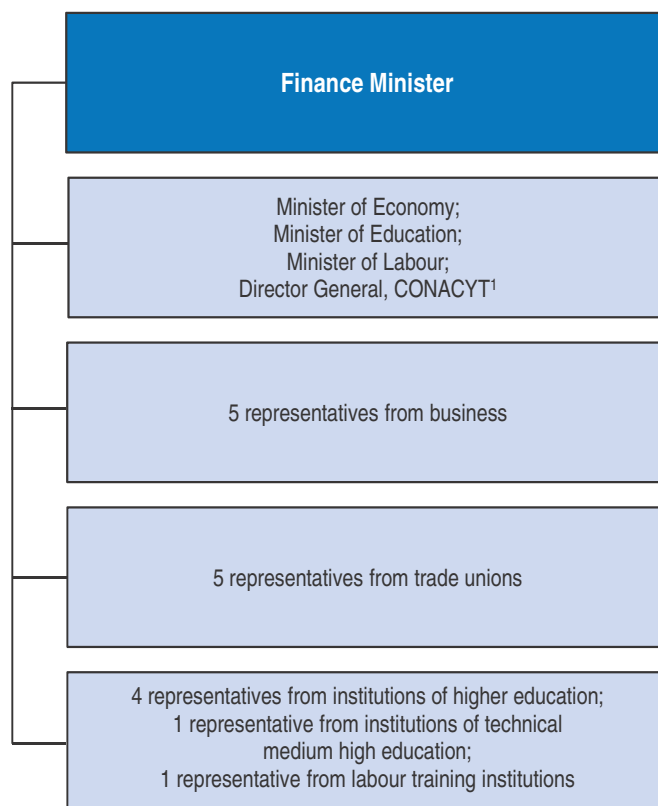 Finance Minister
Minister of Economy;
Minister of Education;
Minister of Labour;
Director General, CONACYT¹
5 representatives from business
5 representatives from trade unions
4 representatives from institutions of higher education;
1 representative from institutions of technical
medium high education;
1 representative from labour training institutions